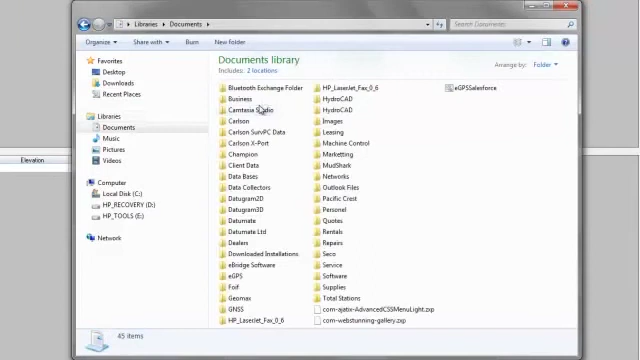 Libraries ▸ Documents ▸
Search Documents
Organize Share with Burn New folder
Favorites
Desktop
Downloads
Recent Places
Libraries
Documents
Music
Pictures
Videos
Computer
Local Disk (C:)
HP_RECOVERY (D:)
HP_TOOLS (E:)
Network
Elevation
Documents library
Includes: 2 locations
Arrange by: Folder
Bluetooth Exchange Folder
Business
Camtasia Studio
Carlson
Carlson SurvPC Data
Carlson X-Port
Champion
Client Data
Data Bases
Data Collectors
Datugram2D
Datugram3D
Datumate
Datumate Ltd
Dealers
Downloaded Installations
eBridge Software
eGPS
Foif
Geomax
GNSS
HP_LaserJet_Fax_0_6
HP_LaserJet_Fax_0_6
HydroCAD
HydroCAD
Images
Leasing
Machine Control
Marketting
MudShark
Networks
Outlook Files
Pacific Crest
Personel
Quotes
Rentals
Repairs
Seco
Service
Software
Supplies
Total Stations
com-ajatix-AdvancedCSSMenuLight.zxp
com-webstunning-gallery.zxp
eGPSSalesforce
45 items